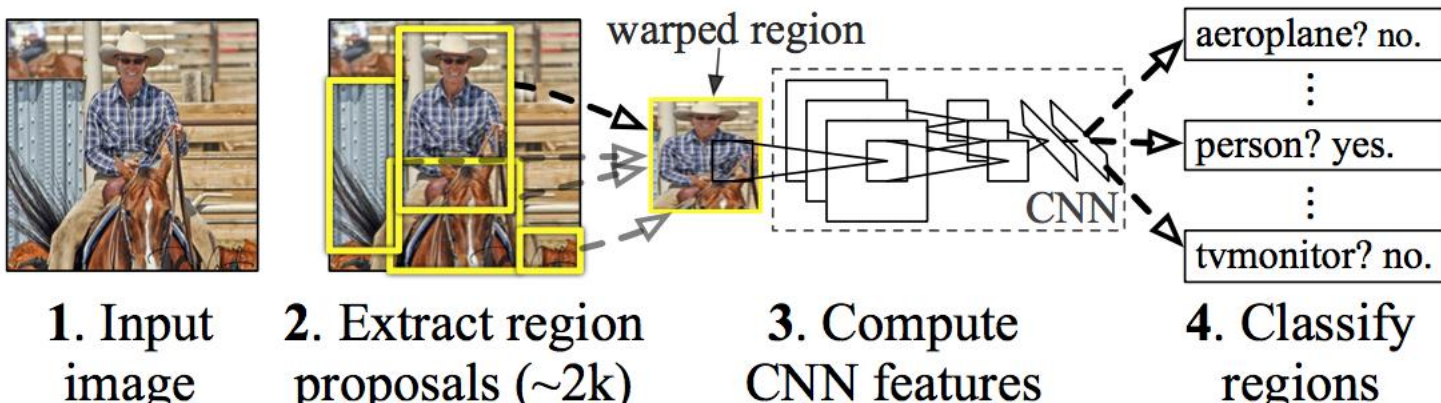 warped region
aeroplane? no.
⋮
person? yes.
⋮
tvmonitor? no.
CNN
1. Input
image
2. Extract region
proposals (~2k)
3. Compute
CNN features
4. Classify
regions